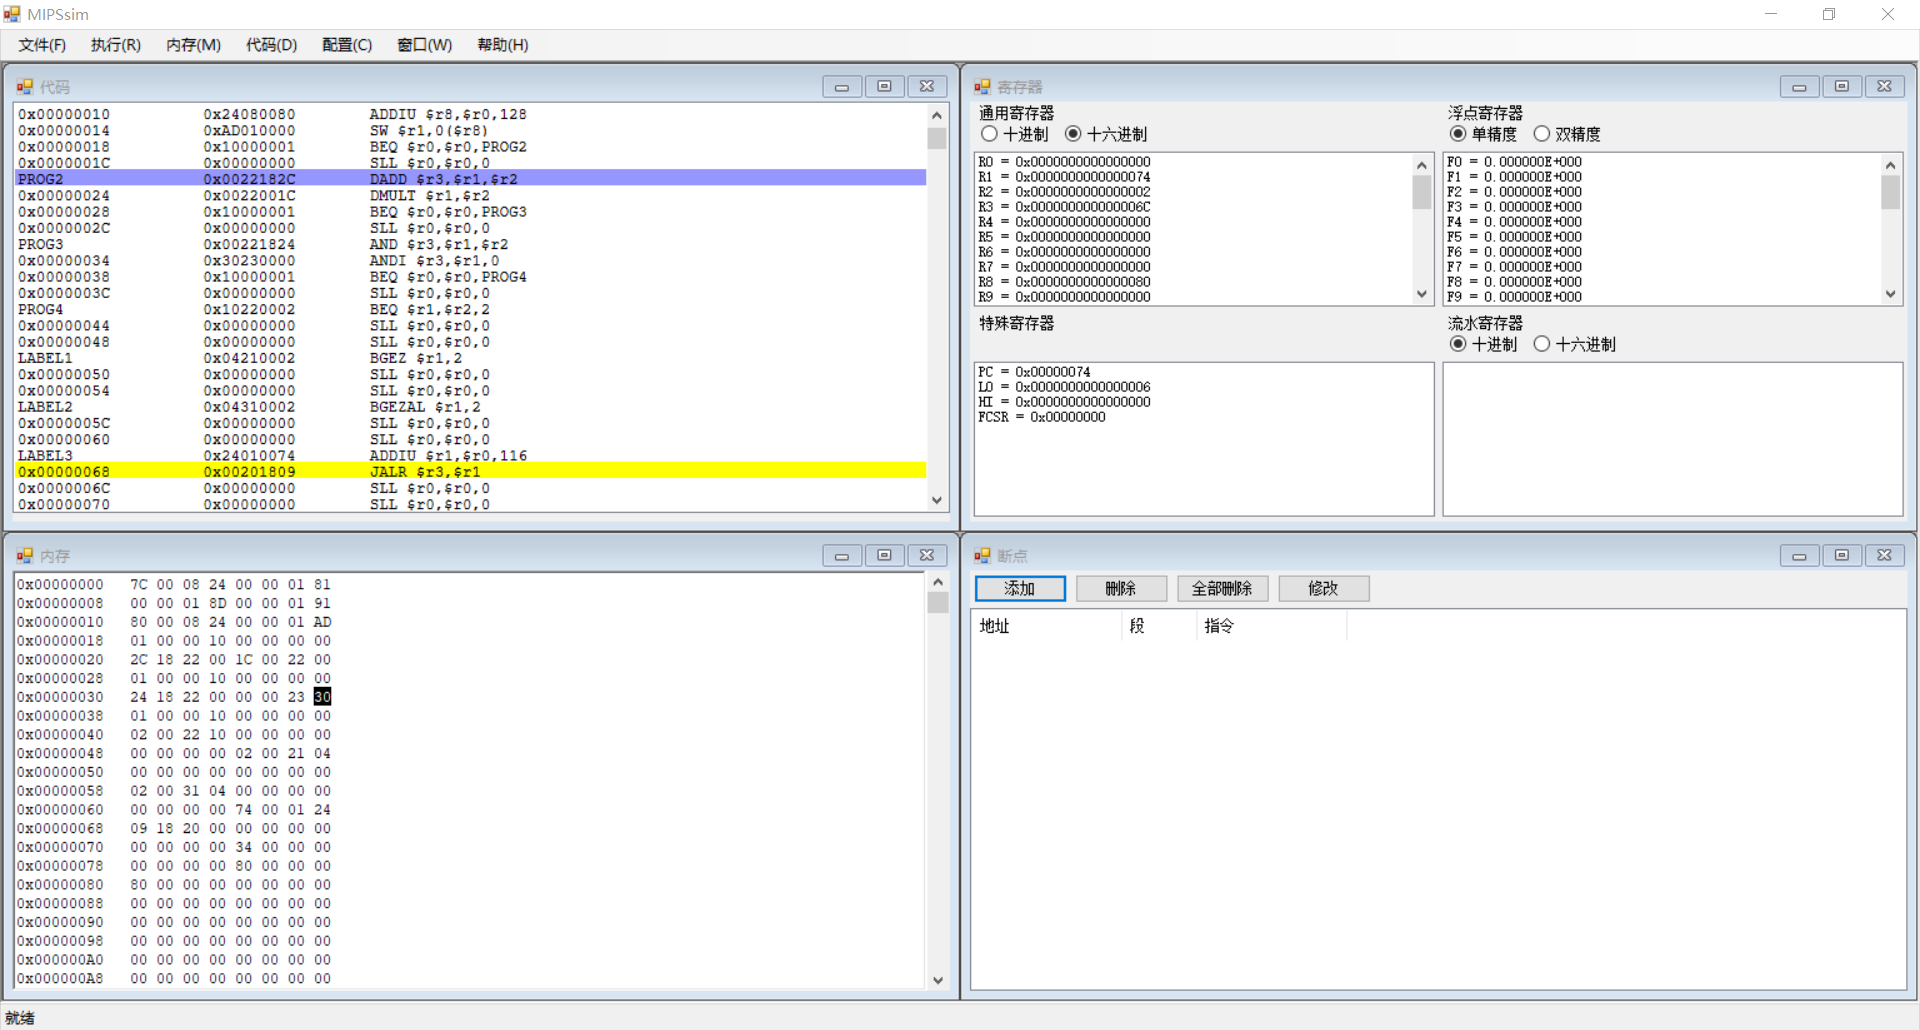 MIPSsim
文件(F) 执行(R) 内存(M) 代码(D) 配置(C) 窗口(W) 帮助(H)
代码
0x00000010 0x24080080 ADDIU $r8,$r0,128
0x00000014 0xAD010000 SW $r1,0($r8)
0x00000018 0x10000001 BEQ $r0,$r0,PROG2
0x0000001C 0x00000000 SLL $r0,$r0,0
PROG2 0x0022182C DADD $r3,$r1,$r2
0x00000024 0x0022001C DMULT $r1,$r2
0x00000028 0x10000001 BEQ $r0,$r0,PROG3
0x0000002C 0x00000000 SLL $r0,$r0,0
PROG3 0x00221824 AND $r3,$r1,$r2
0x00000034 0x30230000 ANDI $r3,$r1,0
0x00000038 0x10000001 BEQ $r0,$r0,PROG4
0x0000003C 0x00000000 SLL $r0,$r0,0
PROG4 0x10220002 BEQ $r1,$r2,2
0x00000044 0x00000000 SLL $r0,$r0,0
0x00000048 0x00000000 SLL $r0,$r0,0
LABEL1 0x04210002 BGEZ $r1,2
0x00000050 0x00000000 SLL $r0,$r0,0
0x00000054 0x00000000 SLL $r0,$r0,0
LABEL2 0x04310002 BGEZAL $r1,2
0x0000005C 0x00000000 SLL $r0,$r0,0
0x00000060 0x00000000 SLL $r0,$r0,0
LABEL3 0x24010074 ADDIU $r1,$r0,116
0x00000068 0x00201809 JALR $r3,$r1
0x0000006C 0x00000000 SLL $r0,$r0,0
0x00000070 0x00000000 SLL $r0,$r0,0
寄存器
通用寄存器
十进制 十六进制
R0 = 0x0000000000000000
R1 = 0x0000000000000074
R2 = 0x0000000000000002
R3 = 0x000000000000006C
R4 = 0x0000000000000000
R5 = 0x0000000000000000
R6 = 0x0000000000000000
R7 = 0x0000000000000000
R8 = 0x0000000000000080
R9 = 0x0000000000000000
浮点寄存器
单精度 双精度
F0 = 0.000000E+000
F1 = 0.000000E+000
F2 = 0.000000E+000
F3 = 0.000000E+000
F4 = 0.000000E+000
F5 = 0.000000E+000
F6 = 0.000000E+000
F7 = 0.000000E+000
F8 = 0.000000E+000
F9 = 0.000000E+000
特殊寄存器
PC = 0x00000074
LO = 0x0000000000000006
HI = 0x0000000000000000
FCSR = 0x00000000
流水寄存器
十进制 十六进制
内存
0x00000000 7C 00 08 24 00 00 01 81
0x00000008 00 00 01 8D 00 00 01 91
0x00000010 80 00 08 24 00 00 01 AD
0x00000018 01 00 00 10 00 00 00 00
0x00000020 2C 18 22 00 1C 00 22 00
0x00000028 01 00 00 10 00 00 00 00
0x00000030 24 18 22 00 00 00 23 30
0x00000038 01 00 00 10 00 00 00 00
0x00000040 02 00 22 10 00 00 00 00
0x00000048 00 00 00 00 02 00 21 04
0x00000050 00 00 00 00 00 00 00 00
0x00000058 02 00 31 04 00 00 00 00
0x00000060 00 00 00 00 74 00 01 24
0x00000068 09 18 20 00 00 00 00 00
0x00000070 00 00 00 00 34 00 00 00
0x00000078 00 00 00 00 80 00 00 00
0x00000080 80 00 00 00 00 00 00 00
0x00000088 00 00 00 00 00 00 00 00
0x00000090 00 00 00 00 00 00 00 00
0x00000098 00 00 00 00 00 00 00 00
0x000000A0 00 00 00 00 00 00 00 00
0x000000A8 00 00 00 00 00 00 00 00
断点
添加 删除 全部删除 修改
地址 段 指令
就绪